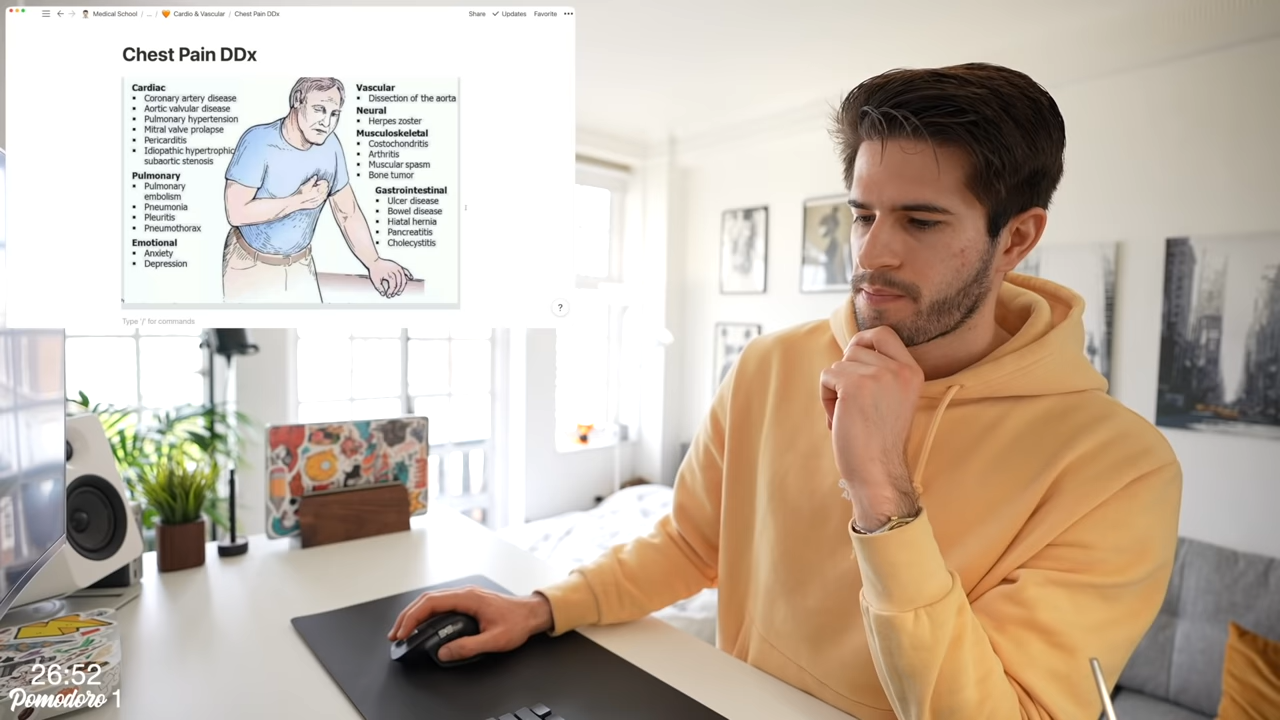 Medical School / ... / Cardio & Vascular / Chest Pain DDx
Share Updates Favorite •••
Chest Pain DDx
Cardiac
▪ Coronary artery disease
▪ Aortic valvular disease
▪ Pulmonary hypertension
▪ Mitral valve prolapse
▪ Pericarditis
▪ Idiopathic hypertrophic
subaortic stenosis
Pulmonary
▪ Pulmonary
embolism
▪ Pneumonia
▪ Pleuritis
▪ Pneumothorax
Emotional
▪ Anxiety
▪ Depression
Vascular
▪ Dissection of the aorta
Neural
▪ Herpes zoster
Musculoskeletal
▪ Costochondritis
▪ Arthritis
▪ Muscular spasm
▪ Bone tumor
Gastrointestinal
▪ Ulcer disease
▪ Bowel disease
▪ Hiatal hernia
▪ Pancreatitis
▪ Cholecystitis
?
Type '/' for commands
26:52
Pomodoro 1